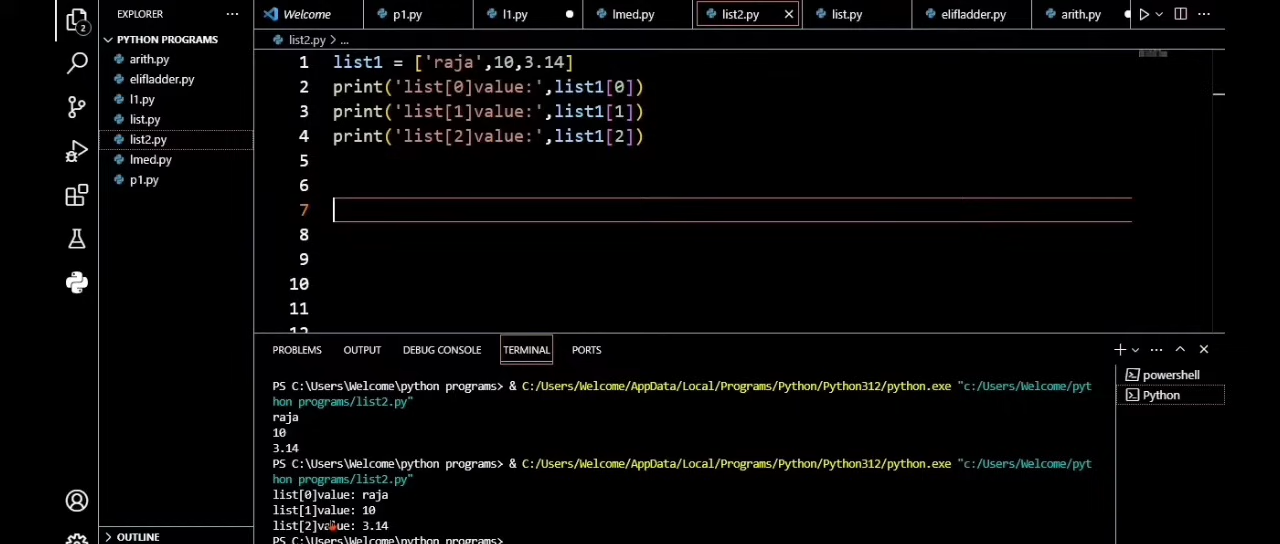 EXPLORER ...
Welcome p1.py l1.py lmed.py list2.py list.py elifladder.py arith.py ...
2
PYTHON PROGRAMS
arith.py
elifladder.py
l1.py
list.py
list2.py
lmed.py
p1.py
OUTLINE
list2.py > ...
1 list1 = ['raja',10,3.14]
2 print('list[0]value:',list1[0])
3 print('list[1]value:',list1[1])
4 print('list[2]value:',list1[2])
5
6
7
8
9
10
11
12
PROBLEMS OUTPUT DEBUG CONSOLE TERMINAL PORTS ...
PS C:\Users\Welcome\python programs> & C:/Users/Welcome/AppData/Local/Programs/Python/Python312/python.exe "c:/Users/Welcome/pyt
hon programs/list2.py"
raja
10
3.14
PS C:\Users\Welcome\python programs> & C:/Users/Welcome/AppData/Local/Programs/Python/Python312/python.exe "c:/Users/Welcome/pyt
hon programs/list2.py"
list[0]value: raja
list[1]value: 10
list[2]value: 3.14
PS C:\Users\Welcome\python programs>
powershell
Python